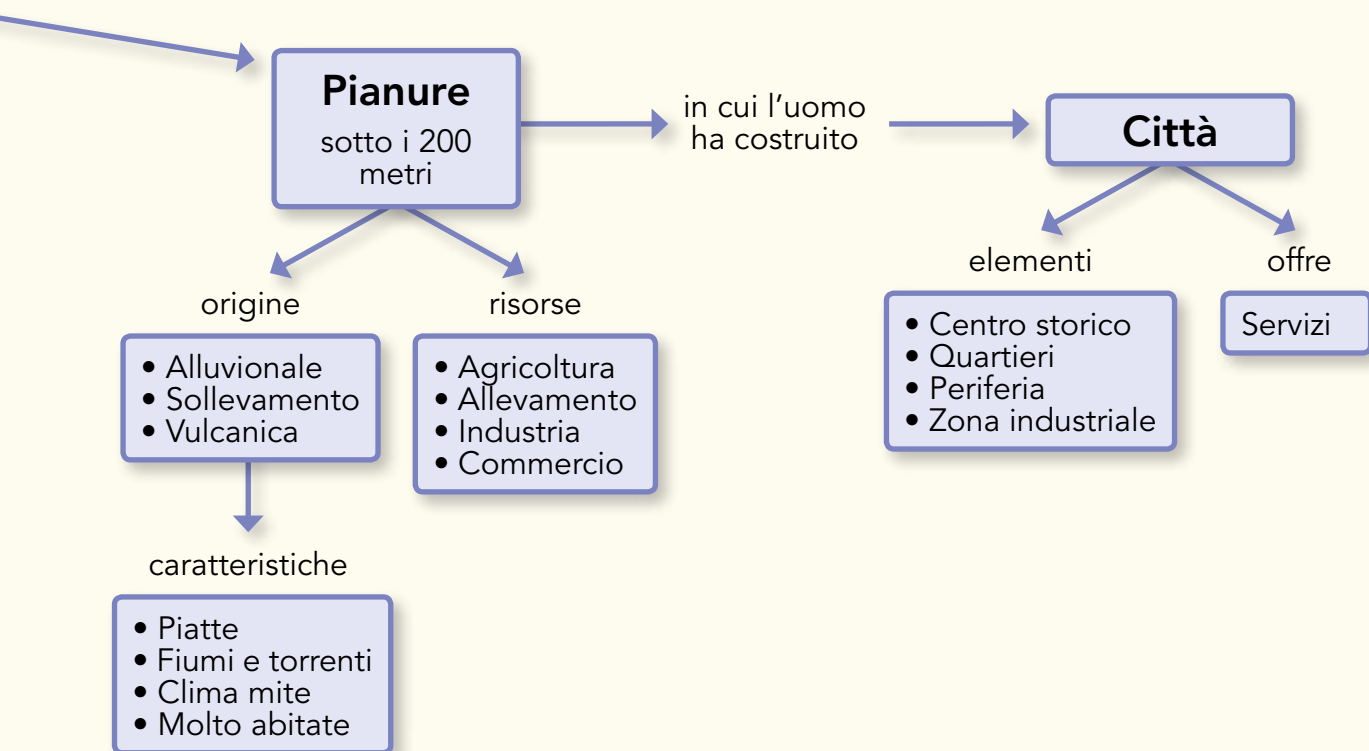 Pianure
sotto i 200
metri
in cui l'uomo
ha costruito
Città
origine
• Alluvionale
• Sollevamento
• Vulcanica
risorse
• Agricoltura
• Allevamento
• Industria
• Commercio
caratteristiche
• Piatte
• Fiumi e torrenti
• Clima mite
• Molto abitate
elementi
• Centro storico
• Quartieri
• Periferia
• Zona industriale
offre
Servizi